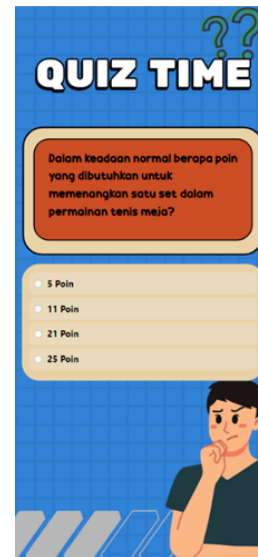 ??
QUIZ TIME
Dalam keadaan normal berapa poin
yang dibutuhkan untuk
memenangkan satu set dalam
permainan tenis meja?
5 Poin
11 Poin
21 Poin
25 Poin